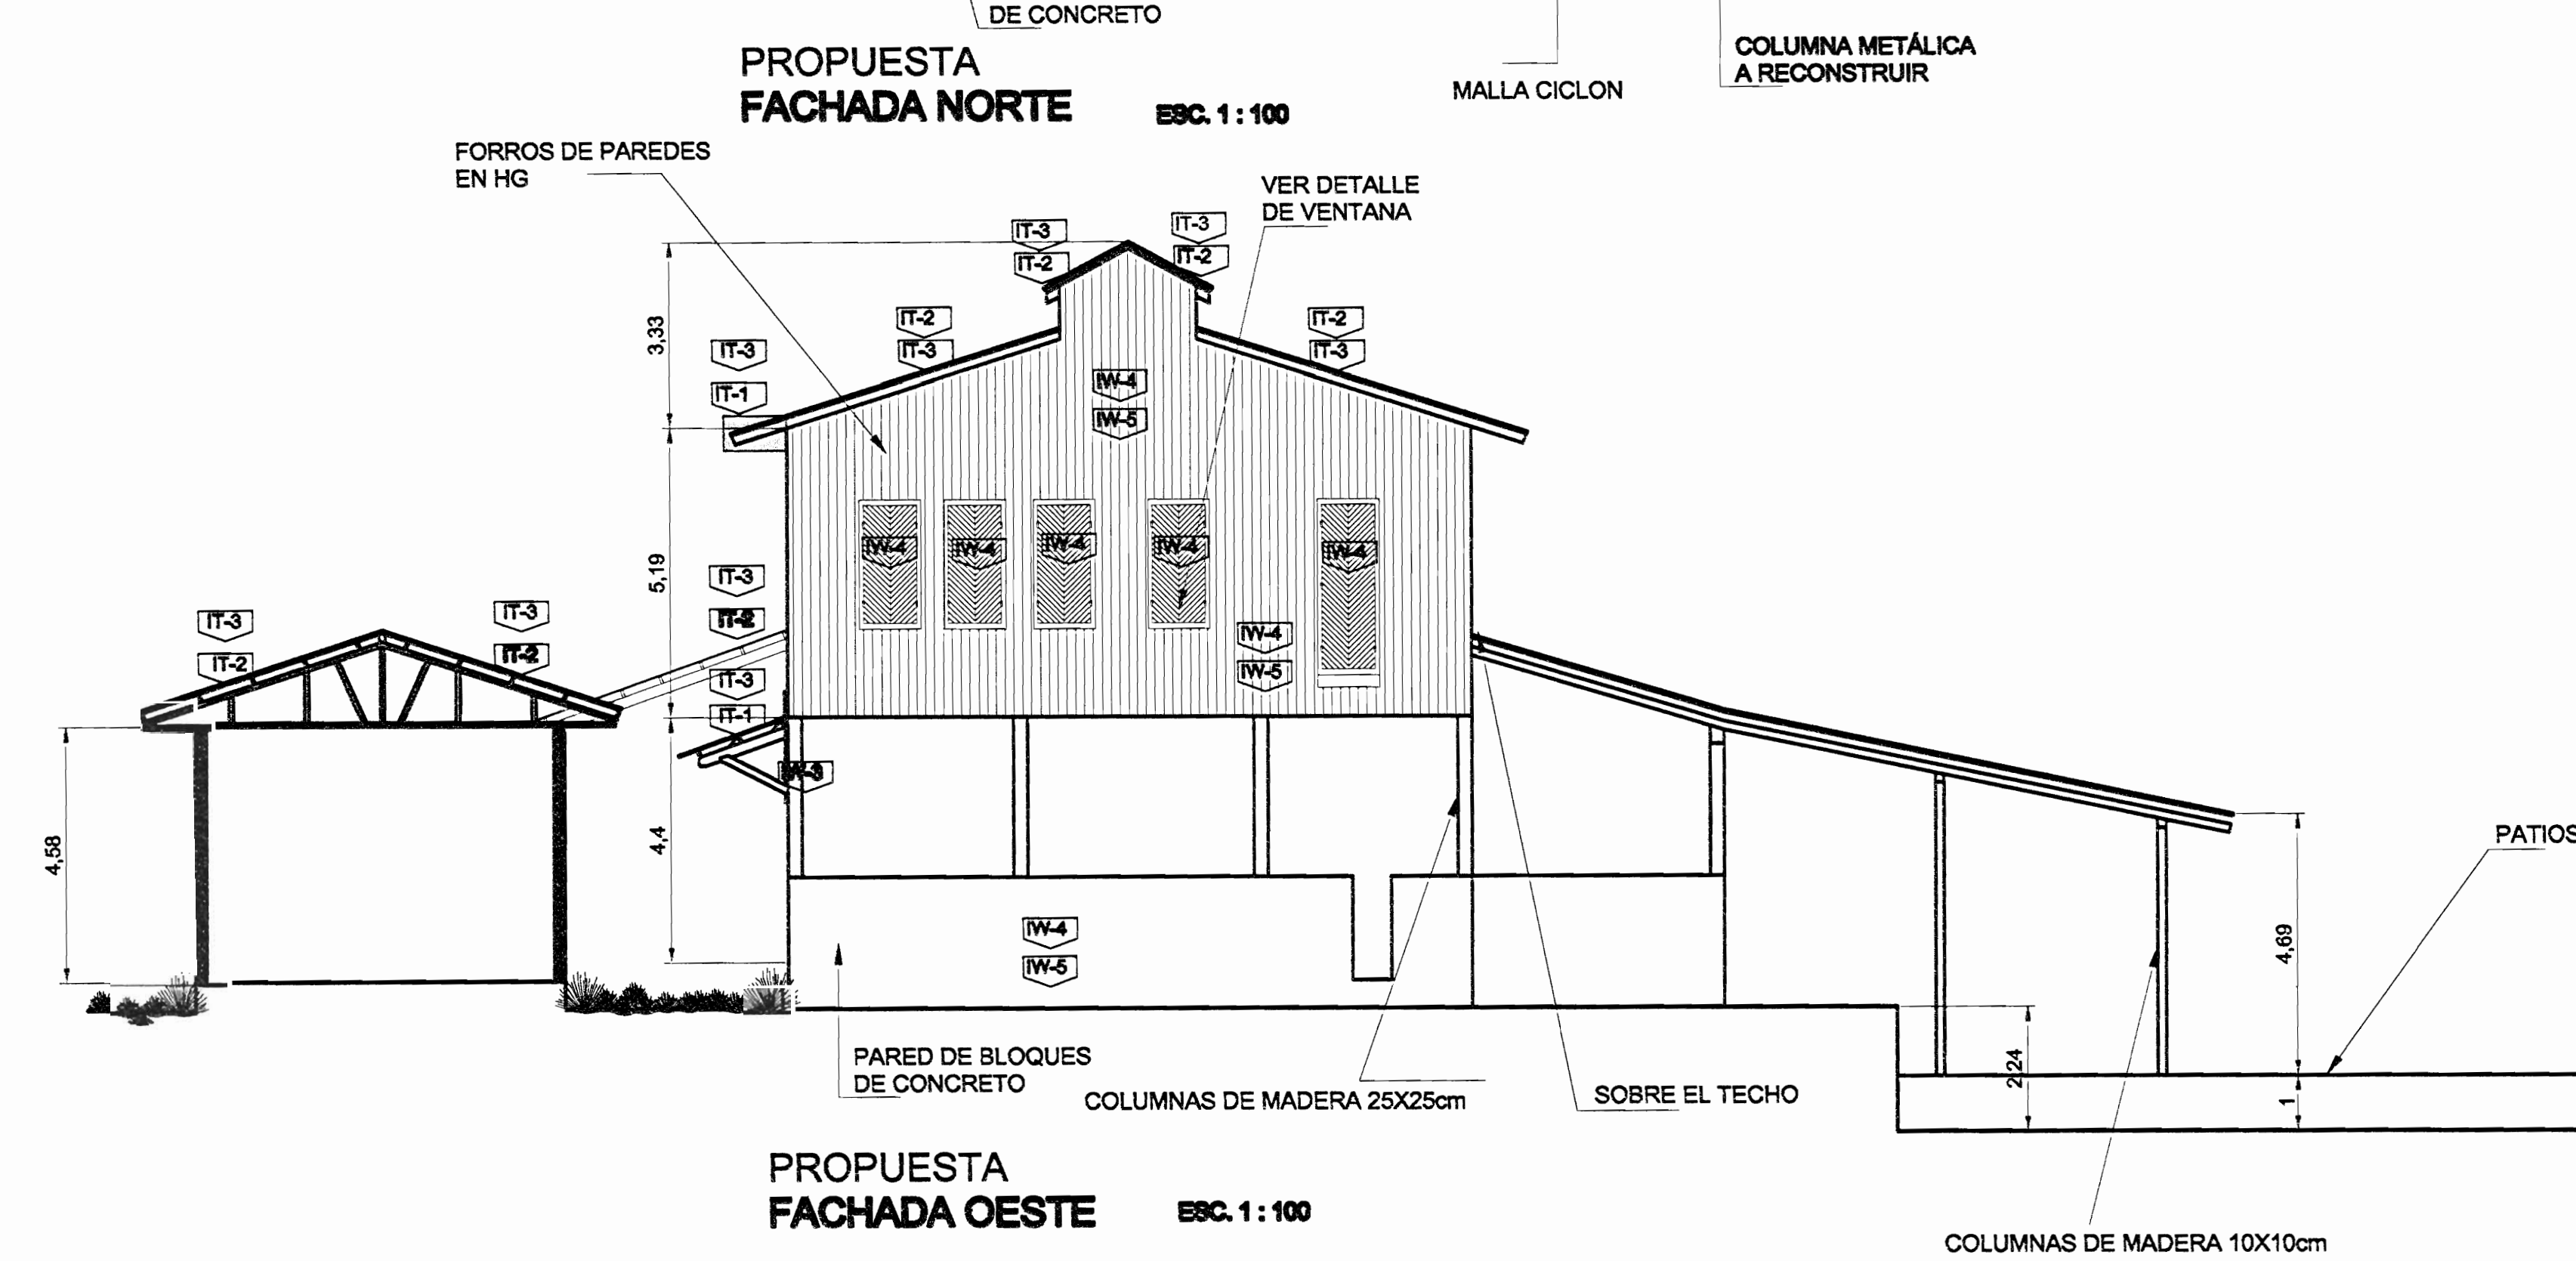 DE CONCRETO
PROPUESTA
FACHADA NORTE
ESC. 1 : 100
MALLA CICLON
COLUMNA METÁLICA
A RECONSTRUIR
FORROS DE PAREDES
EN HG
VER DETALLE
DE VENTANA
IT-3
IT-3
IT-2
IT-2
3,33
IT-2
IT-2
IT-3
IT-3
IT-3
IT-1
IW-4
IW-5
5,19
IW-4
IW-4
IW-4
IW-4
IW-4
IT-3
IT-2
IT-3
IT-3
IT-2
IT-2
IW-4
IW-5
IT-3
IT-1
IW-3
4,58
4,4
PATIOS
4,69
IW-4
IW-5
2,24
1
PARED DE BLOQUES
DE CONCRETO
COLUMNAS DE MADERA 25X25cm
SOBRE EL TECHO
PROPUESTA
FACHADA OESTE
ESC. 1 : 100
COLUMNAS DE MADERA 10X10cm